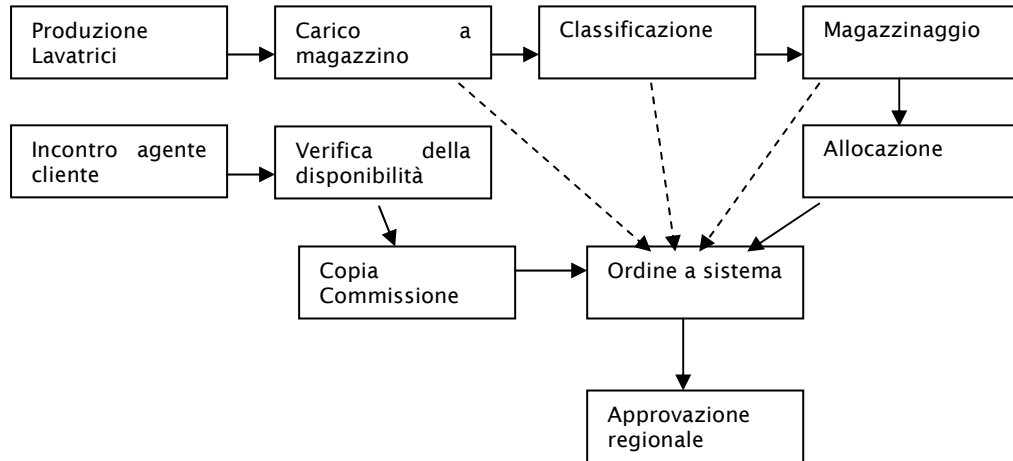 Produzione
Lavatrici
Carico a
magazzino
Classificazione
Magazzinaggio
Incontro agente
cliente
Verifica della
disponibilità
Allocazione
Copia
Commissione
Ordine a sistema
Approvazione
regionale